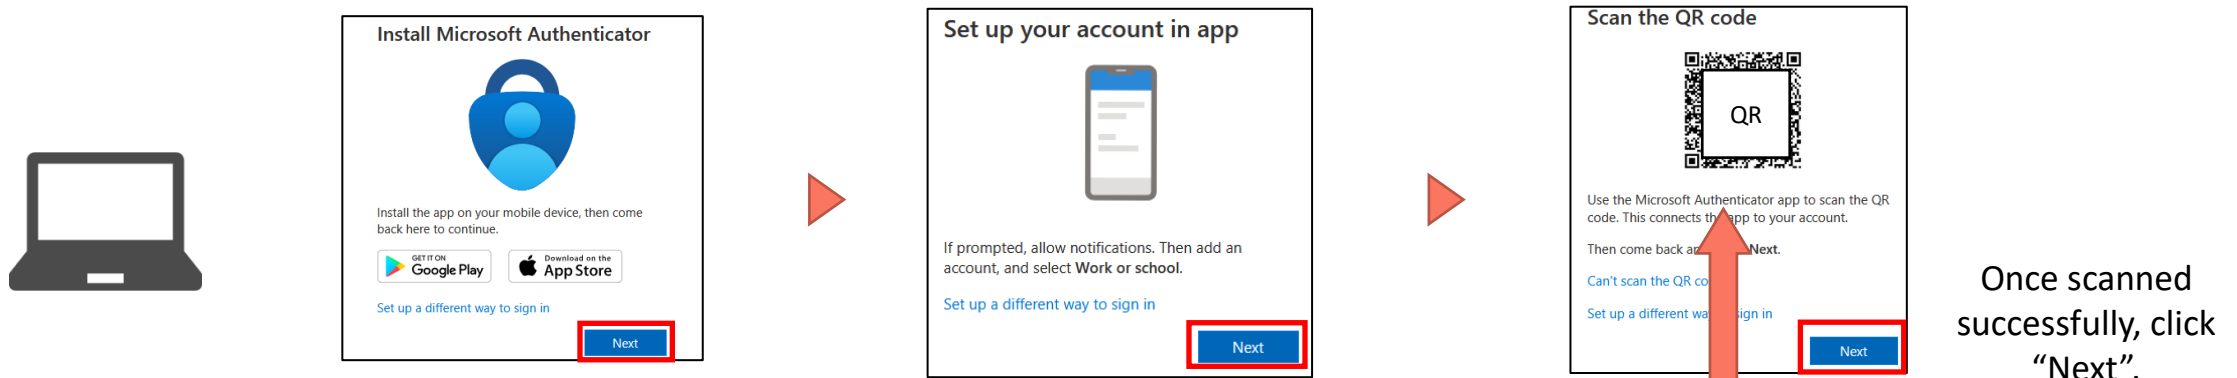 Install Microsoft Authenticator
Install the app on your mobile device, then come
back here to continue.
GET IT ON
Google Play
Download on the
App Store
Set up a different way to sign in
Next
Set up your account in app
If prompted, allow notifications. Then add an
account, and select Work or school.
Set up a different way to sign in
Next
Scan the QR code
QR
Use the Microsoft Authenticator app to scan the QR
code. This connects the app to your account.
Then come back Next.
Can't scan the QR
Set up a different sign in
Next
Once scanned
successfully, click
“Next”.